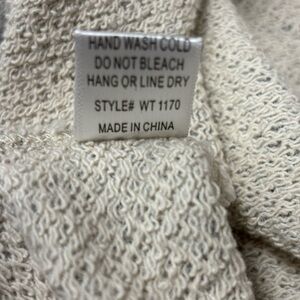 HAND WASH COLD
DO NOT BLEACH
HANG OR LINE DRY
STYLE# WT 1170
MADE IN CHINA